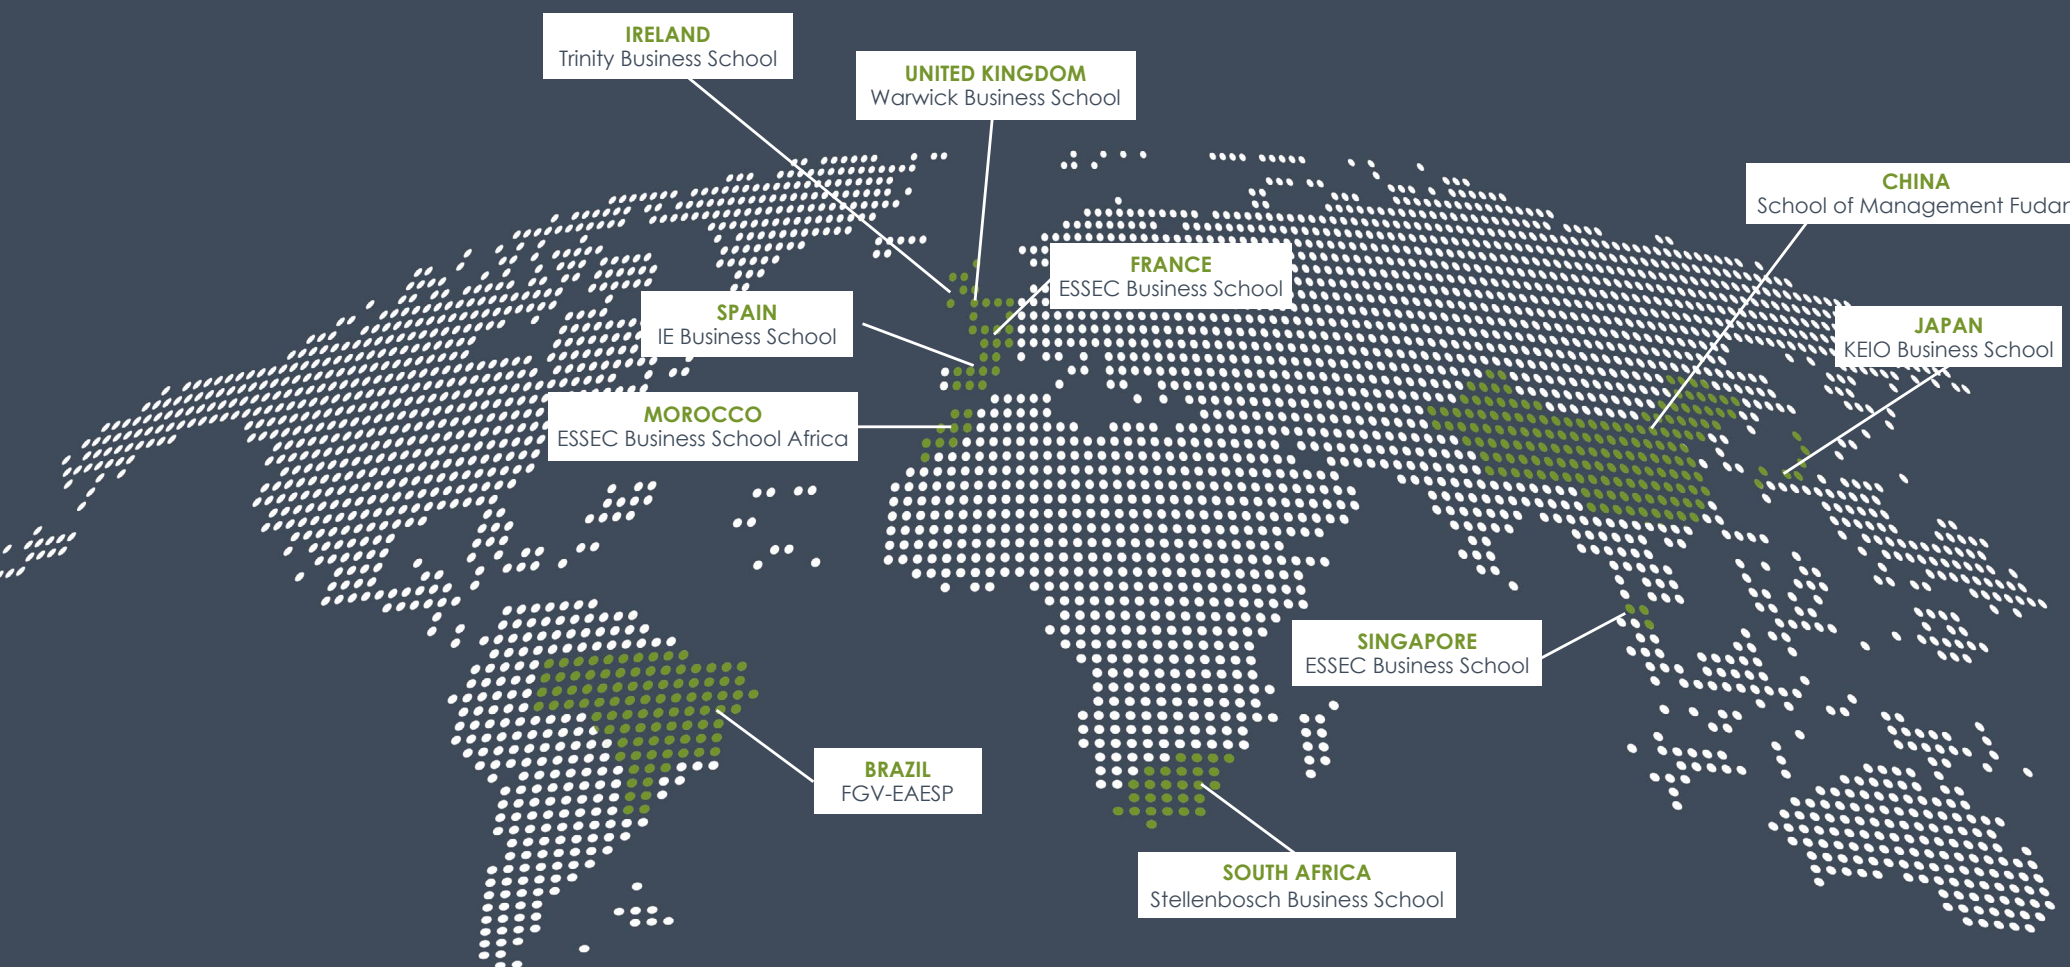 IRELAND
Trinity Business School
UNITED KINGDOM
Warwick Business School
CHINA
School of Management Fudan
FRANCE
ESSEC Business School
SPAIN
IE Business School
JAPAN
KEIO Business School
MOROCCO
ESSEC Business School Africa
SINGAPORE
ESSEC Business School
BRAZIL
FGV-EAESP
SOUTH AFRICA
Stellenbosch Business School